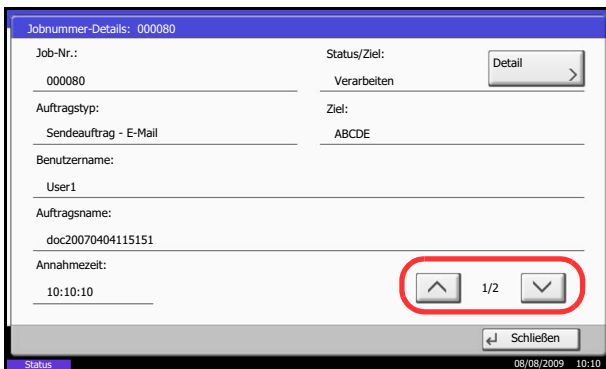 Jobnummer-Details: 000080
Job-Nr.:
000080
Status/Ziel:
Verarbeiten
Detail
Auftragstyp:
Sendeauftrag - E-Mail
Ziel:
ABCDE
Benutzername:
User1
Auftragsname:
doc20070404115151
Annahmezeit:
10:10:10
1/2
Schließen
Status
08/08/2009 10:10